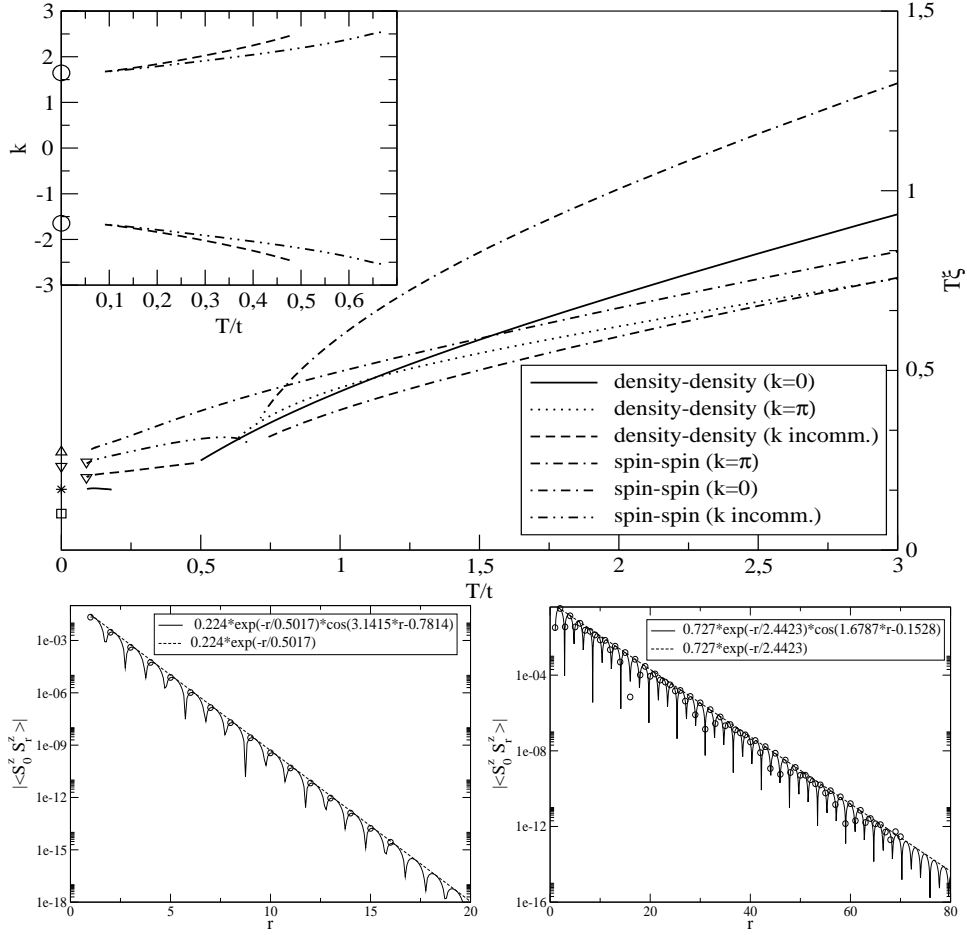 3
2
1
0
-1
-2
-3
k
0,1
0,2
0,3
0,4
0,5
0,6
T/t
1,5
1
0,5
0
Tξ
density-density (k=0)
density-density (k=π)
density-density (k incomm.)
spin-spin (k=π)
spin-spin (k=0)
spin-spin (k incomm.)
0
0,5
1
1,5
2
2,5
3
T/t
0.224*exp(-r/0.5017)*cos(3.1415*r-0.7814)
0.224*exp(-r/0.5017)
1e-03
1e-06
1e-09
1e-12
1e-15
1e-18
|<S₀ᶻ Sᵣᶻ>|
0
5
10
15
20
r
0.727*exp(-r/2.4423)*cos(1.6787*r-0.1528)
0.727*exp(-r/2.4423)
1e-04
1e-08
1e-12
1e-16
|<S₀ᶻ Sᵣᶻ>|
0
20
40
60
80
r